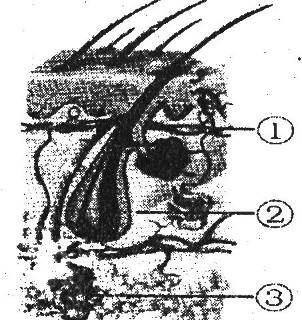 ①
②
③